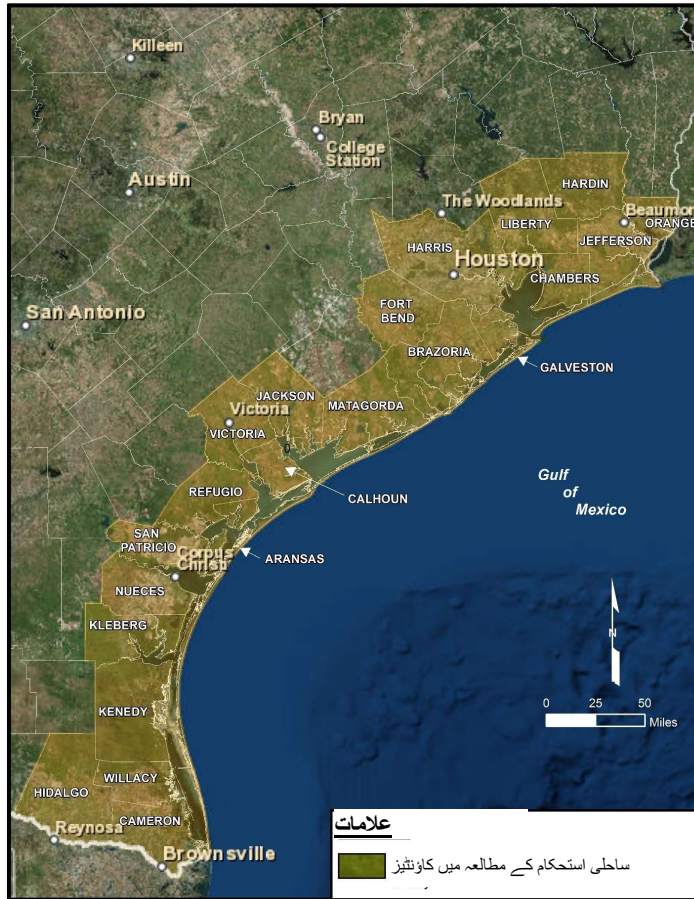 Killeen
Bryan
College
Station
Austin
The Woodlands
HARDIN
LIBERTY
Beaumon
ORANGE
JEFFERSON
HARRIS
Houston
CHAMBERS
San Antonio
FORT
BEND
BRAZORIA
GALVESTON
JACKSON
MATAGORDA
Victoria
VICTORIA
Gulf
of
Mexico
REFUGIO
CALHOUN
SAN
PATRICIO
Corpus
Christi
ARANSAS
NUECES
KLEBERG
N
KENEDY
0 25 50
Miles
WILLACY
HIDALGO
CAMERON
Reynosa
Brownsville
علامات
ساحلی استحکام کے مطالعہ میں کاؤنٹیز